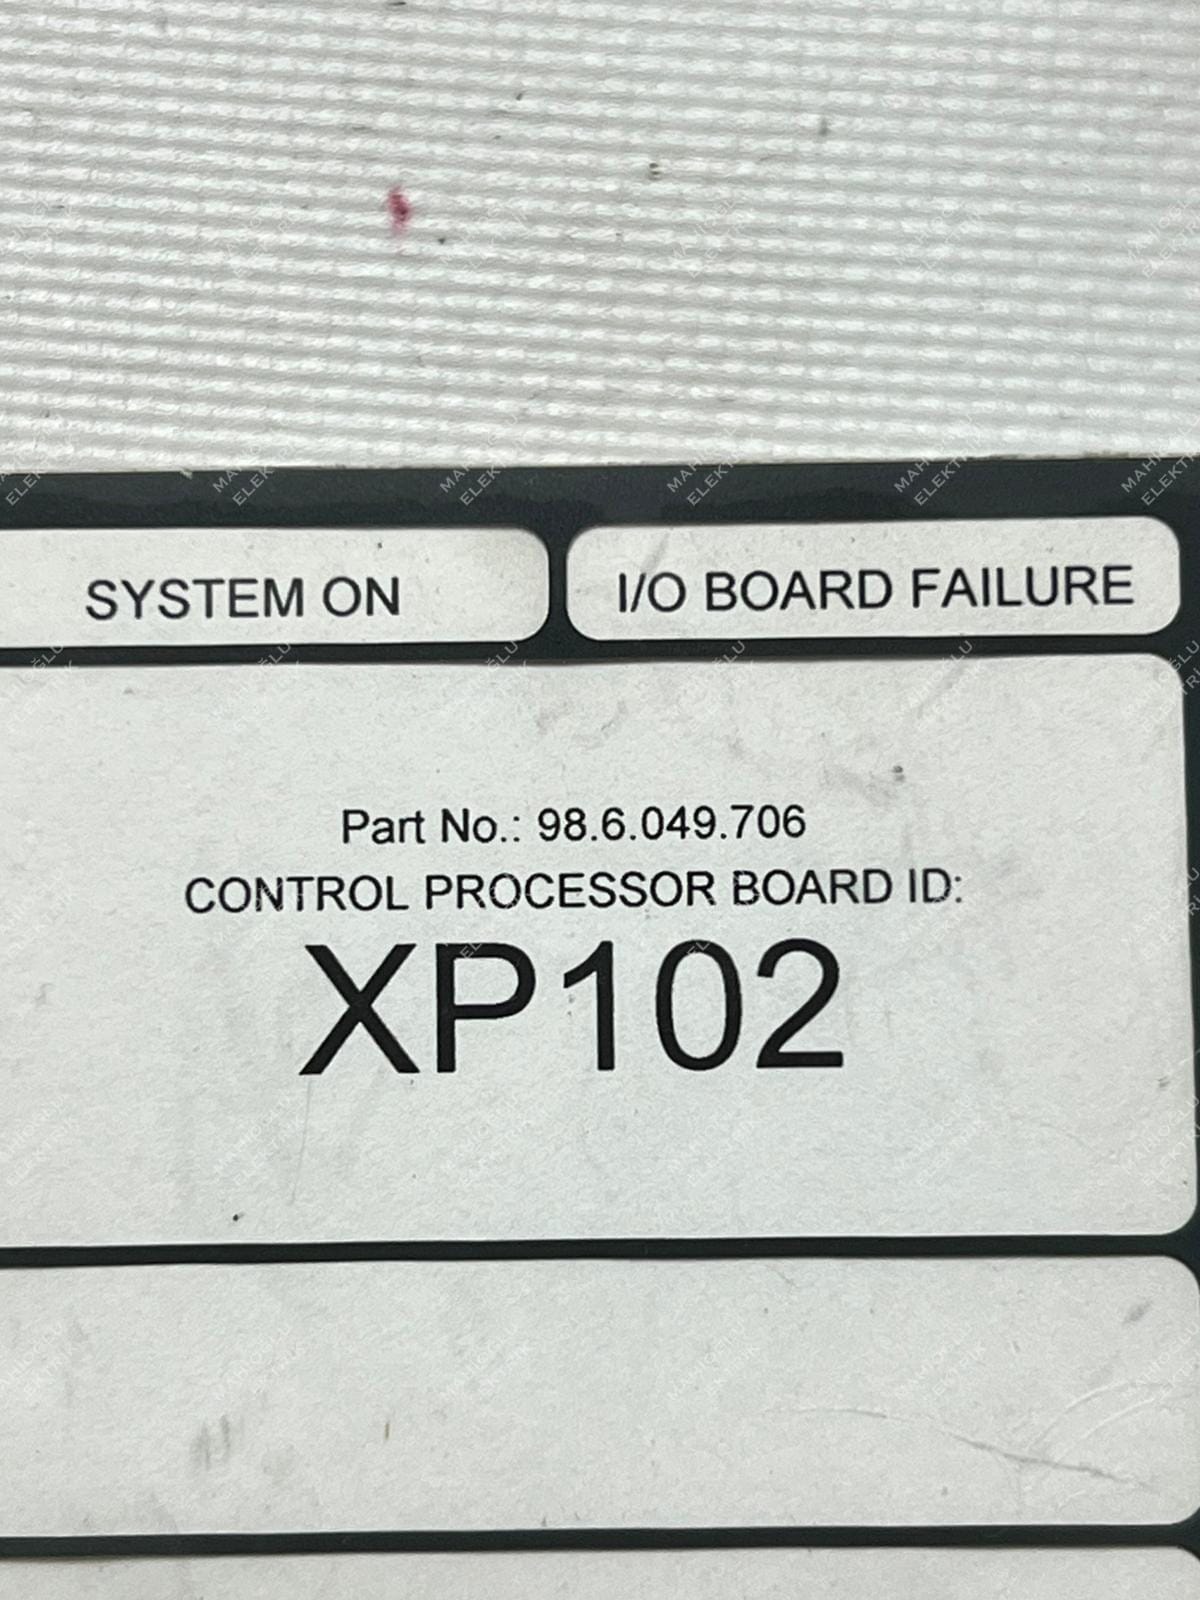 SYSTEM ON
I/O BOARD FAILURE
Part No.: 98.6.049.706
CONTROL PROCESSOR BOARD ID:
XP102